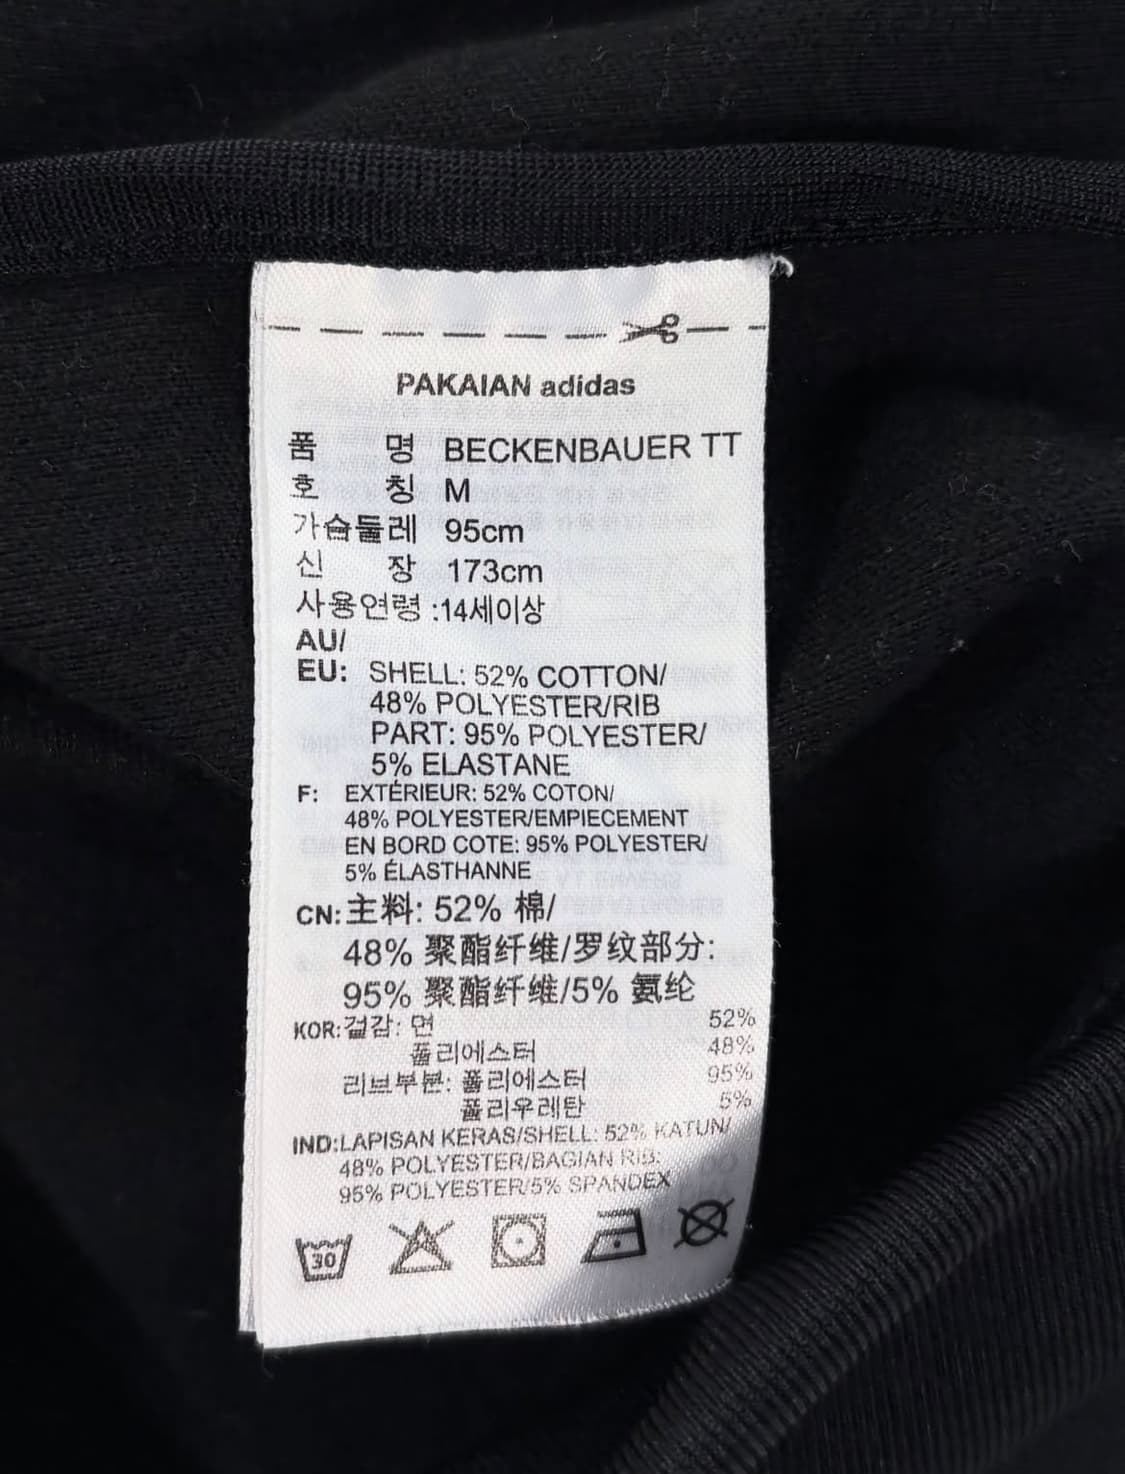 PAKAIAN adidas
품 명 BECKENBAUER TT
호 칭 M
가슴둘레 95cm
신 장 173cm
사용연령 :14세이상
AU/
EU: SHELL: 52% COTTON/
48% POLYESTER/RIB
PART: 95% POLYESTER/
5% ELASTANE
F: EXTÉRIEUR: 52% COTON/
48% POLYESTER/EMPIECEMENT
EN BORD COTE: 95% POLYESTER/
5% ÉLASTHANNE
CN: 主料: 52% 棉/
48% 聚酯纤维/罗纹部分:
95% 聚酯纤维/5% 氨纶
KOR: 겉감: 면 52%
폴리에스터 48%
리브부분: 폴리에스터 95%
폴리우레탄 5%
IND:LAPISAN KERAS/SHELL: 52% KATUN/
48% POLYESTER/BAGIAN RIB:
95% POLYESTER/5% SPANDEX
30